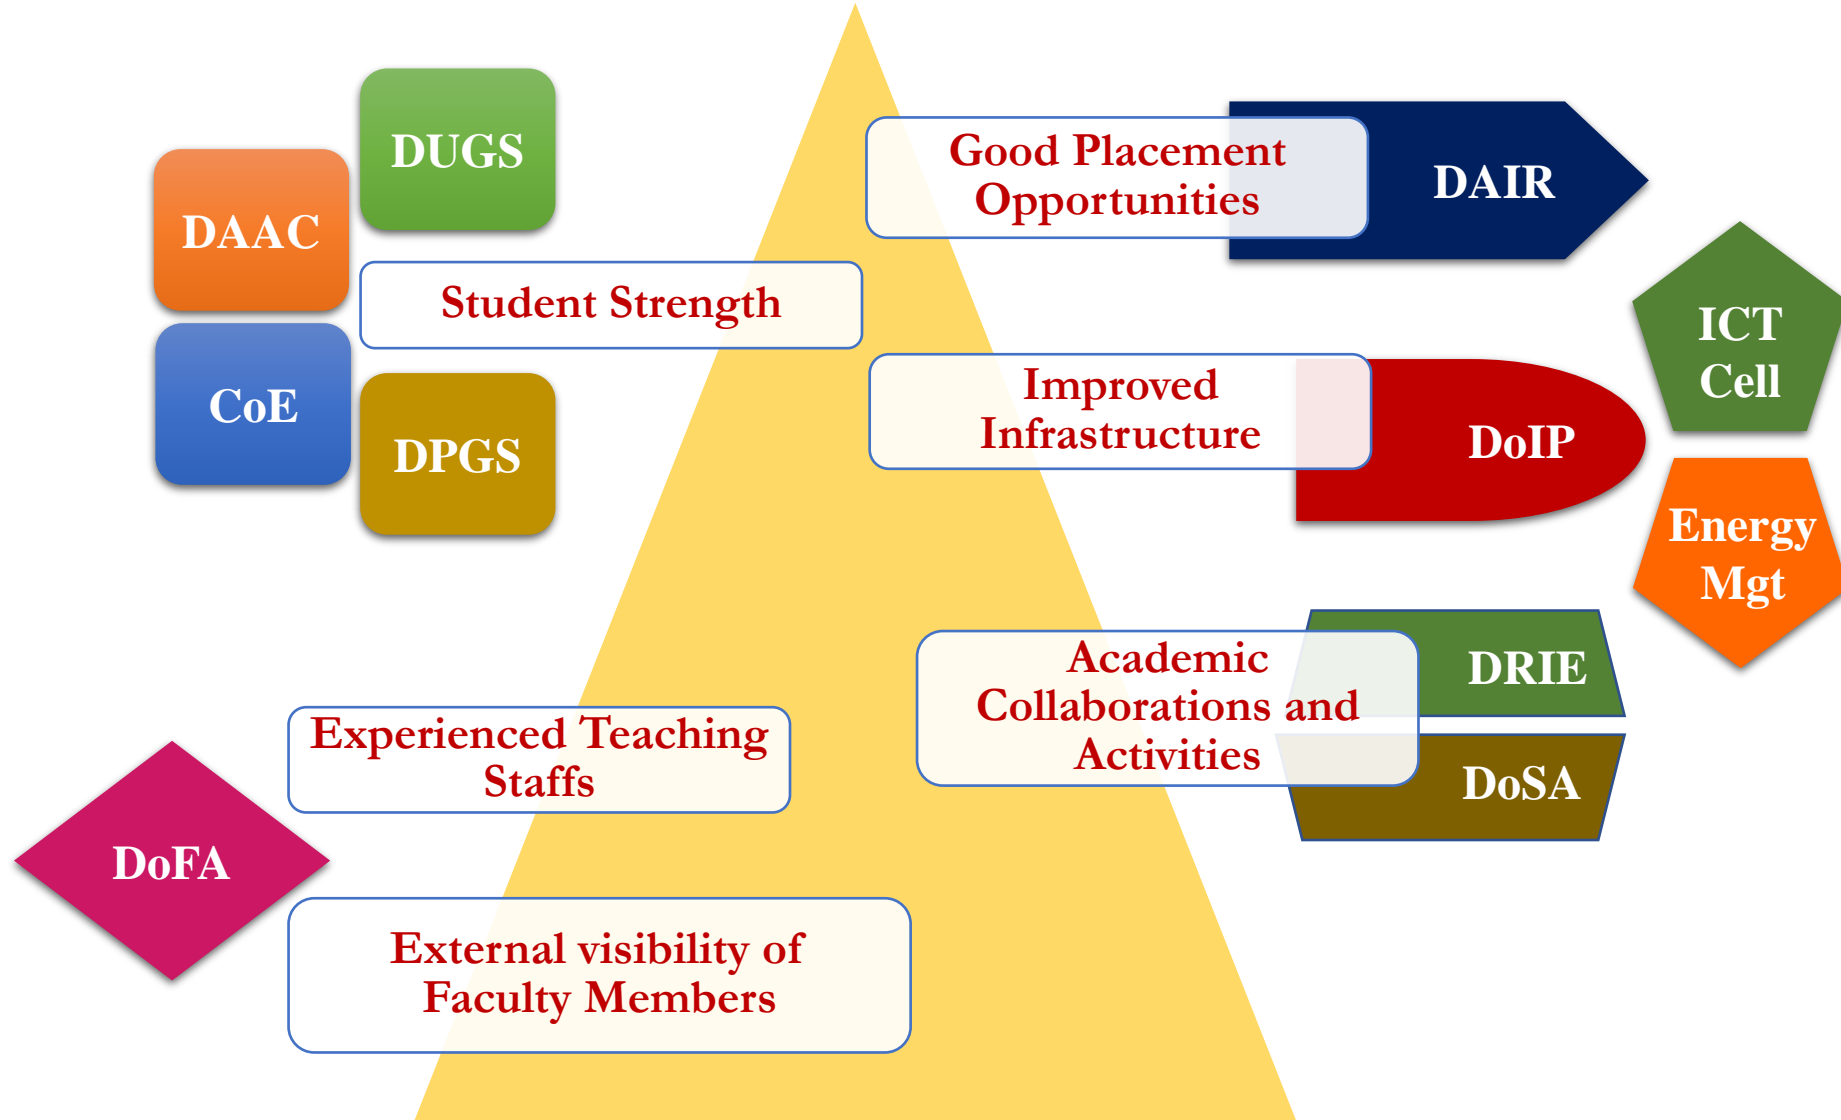 DUGS
DAAC
Student Strength
CoE
DPGS
Experienced Teaching
Staffs
DoFA
External visibility of
Faculty Members
Good Placement
Opportunities
DAIR
ICT
Cell
Improved
Infrastructure
DoIP
Energy
Mgt
Academic
Collaborations and
Activities
DRIE
DoSA